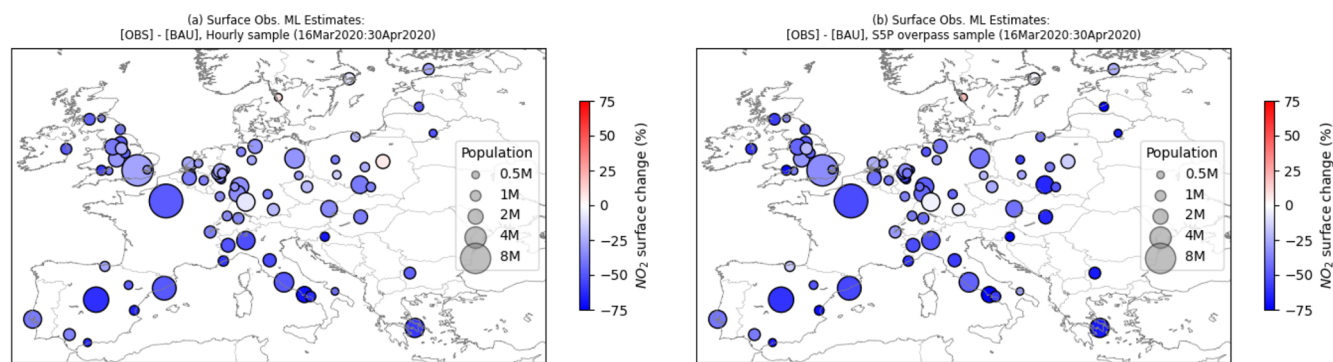 (a) Surface Obs. ML Estimates:
[OBS] - [BAU], Hourly sample (16Mar2020:30Apr2020)
75
50
25
0
−25
−50
−75
NO₂ surface change (%)
Population
0.5M
1M
2M
4M
8M
(b) Surface Obs. ML Estimates:
[OBS] - [BAU], S5P overpass sample (16Mar2020:30Apr2020)
75
50
25
0
−25
−50
−75
NO₂ surface change (%)
Population
0.5M
1M
2M
4M
8M